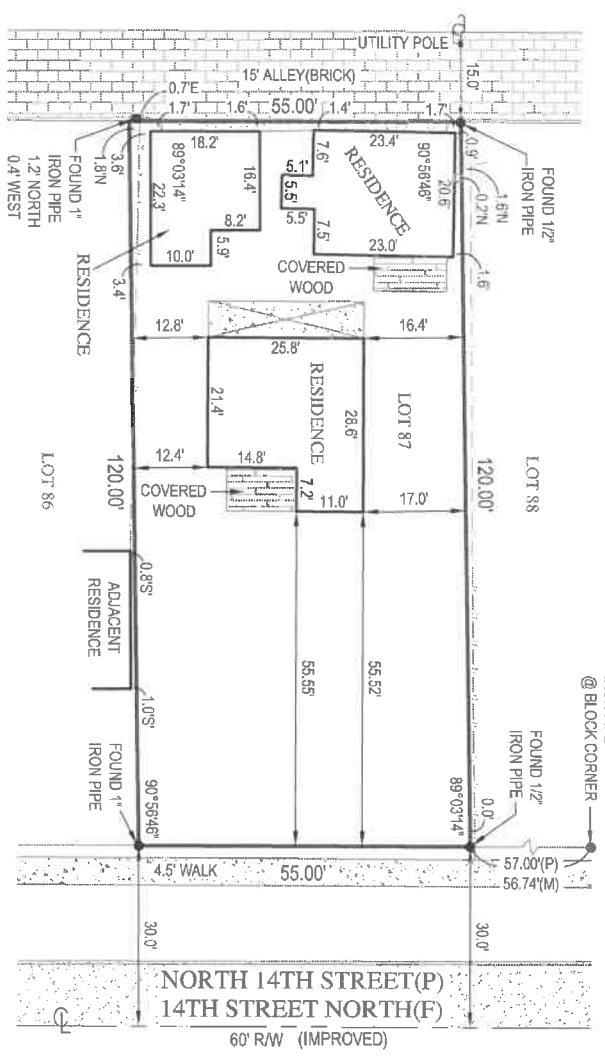 UTILITY POLE
15.0'
15' ALLEY(BRICK)
0.7'E
1.7'
1.6'
55.00'
1.4'
1.7'
FOUND 1/2"
IRON PIPE
0.9'
1.6'N
0.2'N
18.2'
23.4'
90°56'46"
3.6'
1.8'N
FOUND 1"
IRON PIPE
1.2' NORTH
0.4' WEST
89°03'14"
16.4'
7.6'
RESIDENCE
20.6'
22.3'
5.1'
5.5'
5.5'
8.2'
7.5'
5.9'
10.0'
23.0'
1.6'
RESIDENCE
3.4'
COVERED
WOOD
12.8'
16.4'
25.8'
RESIDENCE
LOT 87
21.4'
28.6'
LOT 86
120.00'
120.00'
LOT 88
12.4'
14.8'
COVERED
WOOD
7.2'
11.0'
17.0'
0.8'S'
ADJACENT
RESIDENCE
1.0'S'
55.55'
55.52'
@ BLOCK CORNER
FOUND 1"
IRON PIPE
90°56'46"
89°03'14"
0.0'
FOUND 1/2"
IRON PIPE
57.00'(P)
56.74'(M)
4.5' WALK
55.00'
30.0'
30.0'
NORTH 14TH STREET(P)
14TH STREET NORTH(F)
60' R/W (IMPROVED)